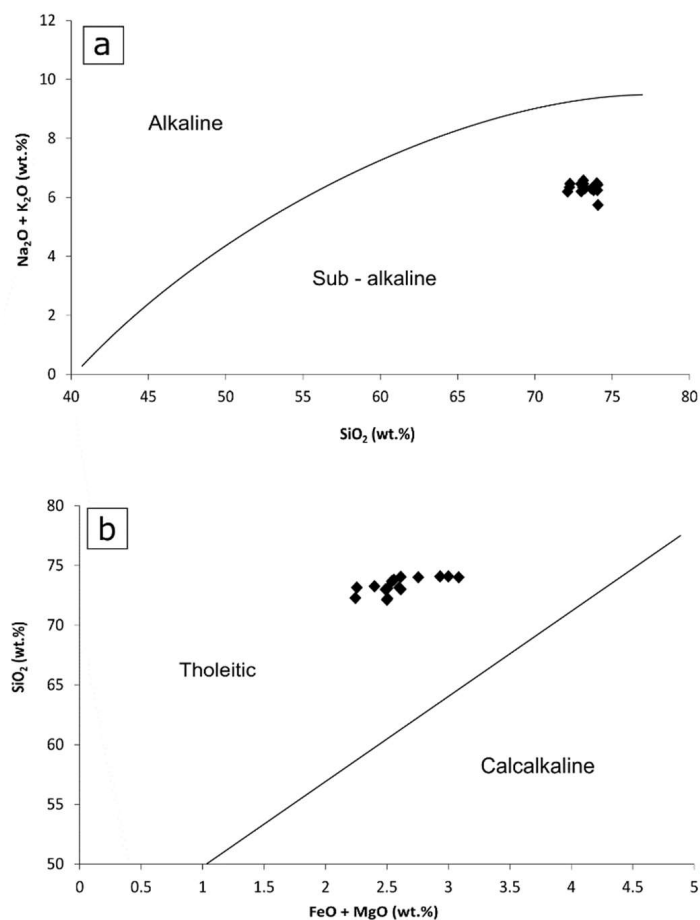 a
12
10
8
6
4
2
0
Na₂O + K₂O (wt.%)
Alkaline
Sub - alkaline
40 45 50 55 60 65 70 75 80
SiO₂ (wt.%)
b
80
75
70
65
60
55
50
SiO₂ (wt.%)
Tholeitic
Calcalkaline
0 0.5 1 1.5 2 2.5 3 3.5 4 4.5 5
FeO + MgO (wt.%)